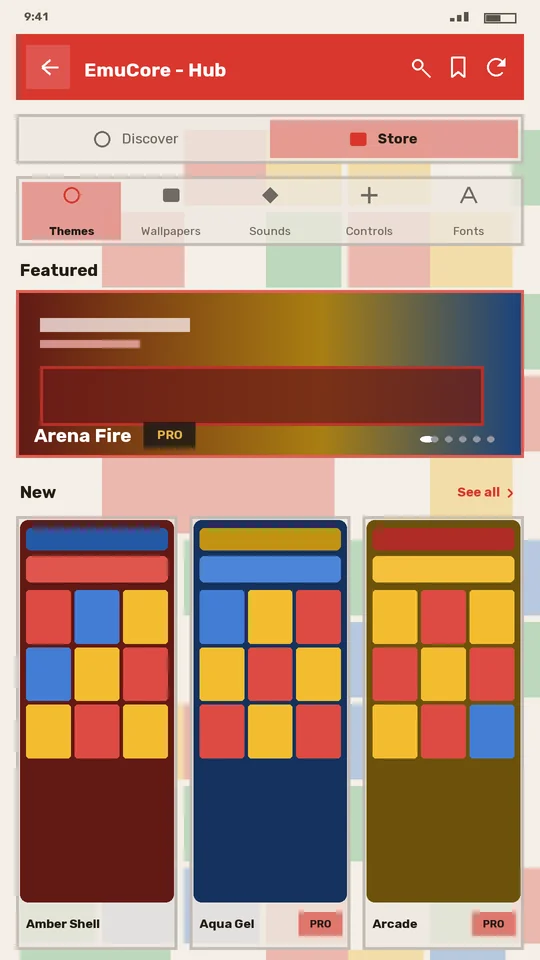 9:41
EmuCore - Hub
Discover
Store
Themes
Wallpapers
Sounds
Controls
Fonts
Featured
Arena Fire
PRO
New
See all
Amber Shell
Aqua Gel
PRO
Arcade
PRO